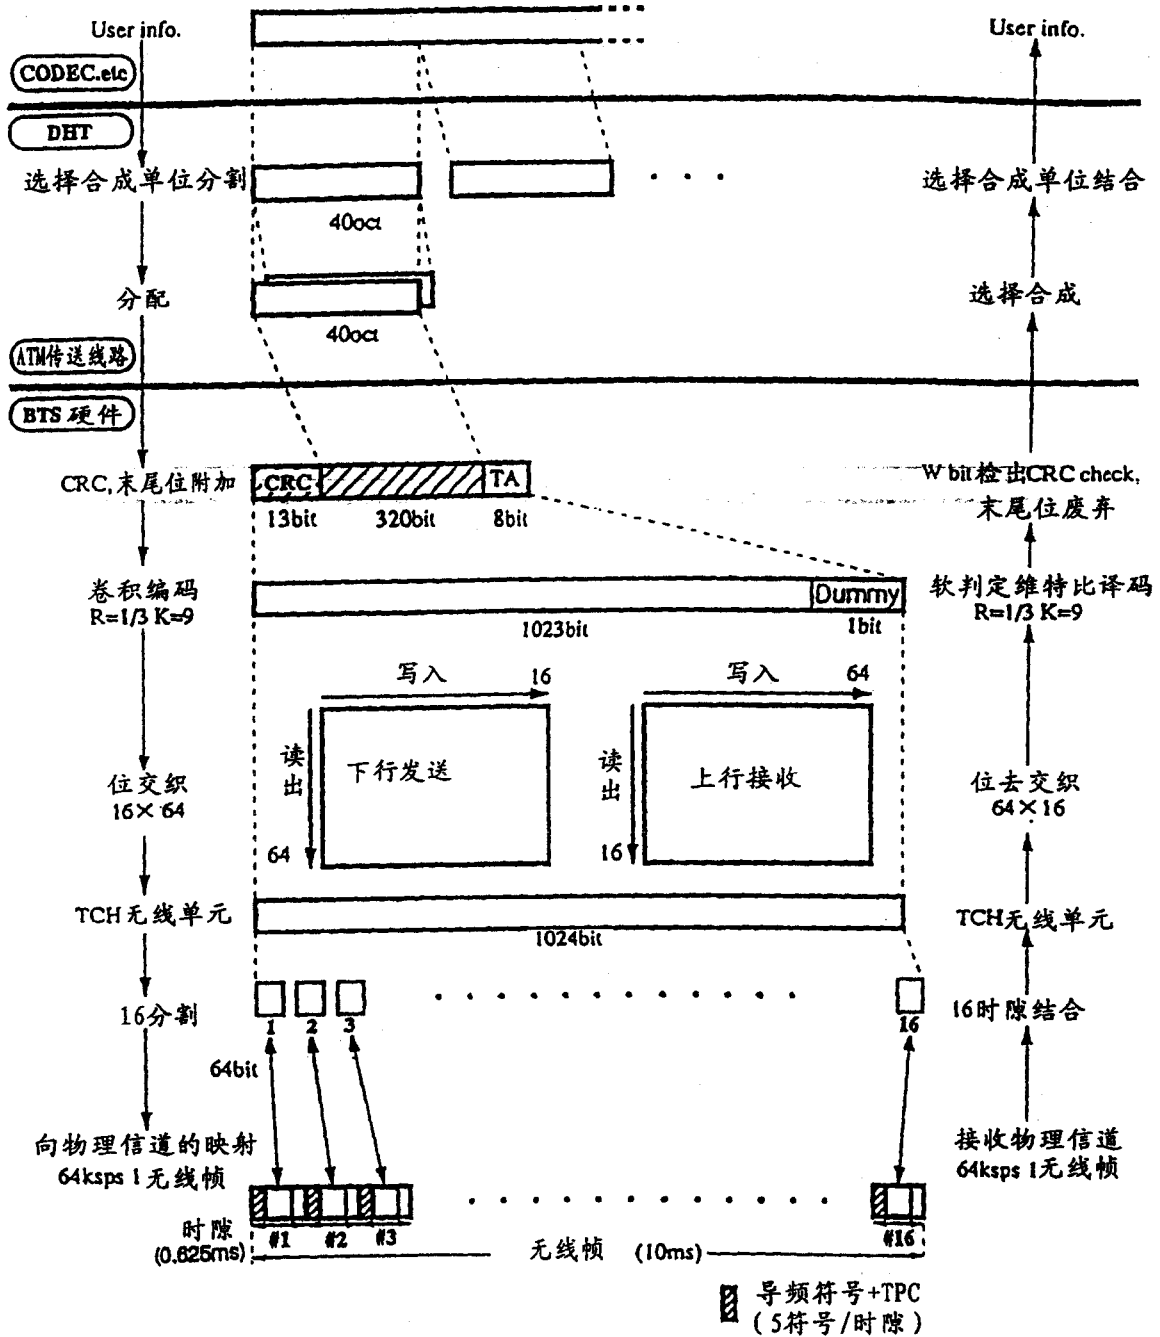 User info.
User info.
CODEC.etc
DHT
选择合成单位分割
选择合成单位结合
40oct
分配
选择合成
40oct
ATM传送线路
BTS 硬件
CRC,末尾位附加
CRC
TA
W bit检出CRC check,
末尾位废弃
13bit
320bit
8bit
卷积编码
R=1/3 K=9
Dummy
软判定维特比译码
R=1/3 K=9
1023bit
1bit
写入
16
写入
64
读出
下行发送
读出
上行接收
位交织
16×64
位去交织
64×16
64
16
TCH无线单元
TCH无线单元
1024bit
16分割
1
2
3
16
16时隙结合
64bit
向物理信道的映射
64ksps 1无线帧
接收物理信道
64ksps 1无线帧
时隙
(0.625ms)
#1
#2
#3
#16
无线帧 (10ms)
导频符号+TPC
(5符号/时隙)